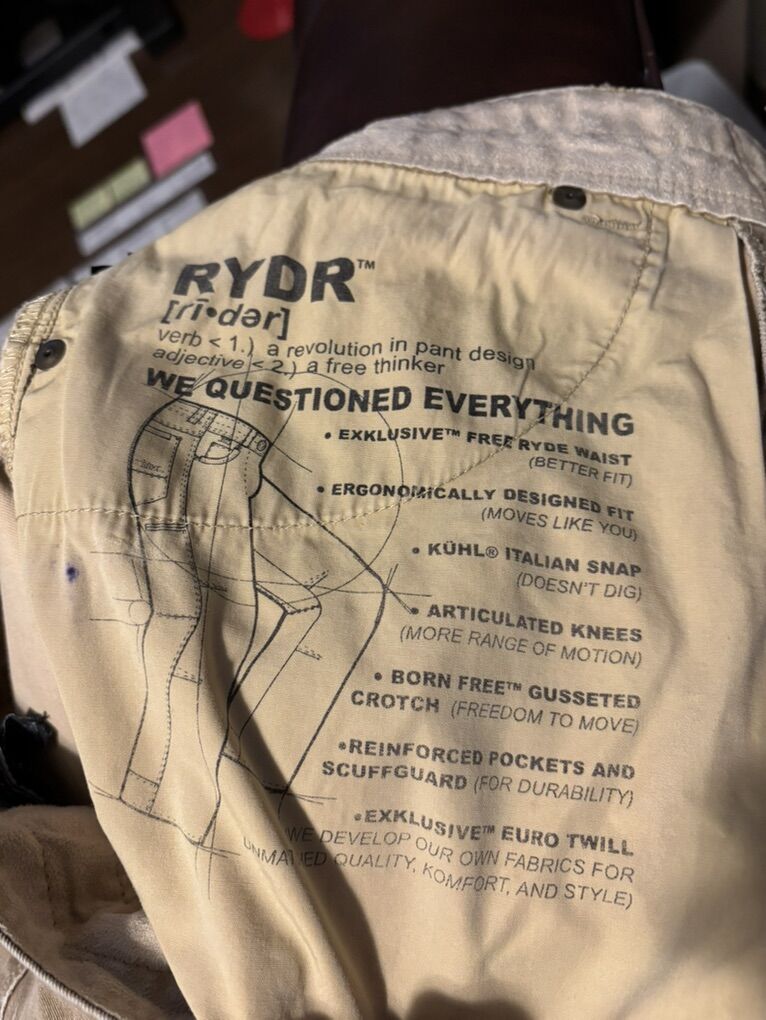 RYDR™
[rī•dər]
verb < 1.) a revolution in pant design
adjective < 2.) a free thinker
WE QUESTIONED EVERYTHING
• EXKLUSIVE™ FREE RYDE WAIST
(BETTER FIT)
• ERGONOMICALLY DESIGNED FIT
(MOVES LIKE YOU)
• KÜHL® ITALIAN SNAP
(DOESN'T DIG)
• ARTICULATED KNEES
(MORE RANGE OF MOTION)
• BORN FREE™ GUSSETED
CROTCH (FREEDOM TO MOVE)
•REINFORCED POCKETS AND
SCUFFGUARD (FOR DURABILITY)
•EXKLUSIVE™ EURO TWILL
WE DEVELOP OUR OWN FABRICS FOR
QUALITY, KOMFORT, AND STYLE)